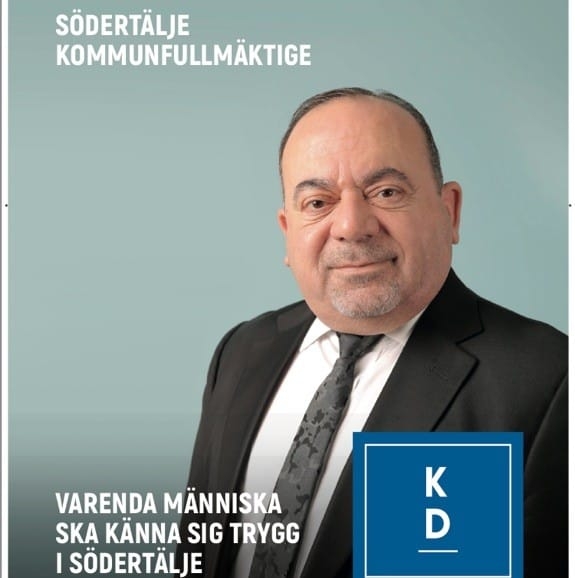 SÖDERTÄLJE
KOMMUNFULLMÄKTIGE
VARENDA MÄNNISKA
SKA KÄNNA SIG TRYGG
I SÖDERTÄLJE
K
D